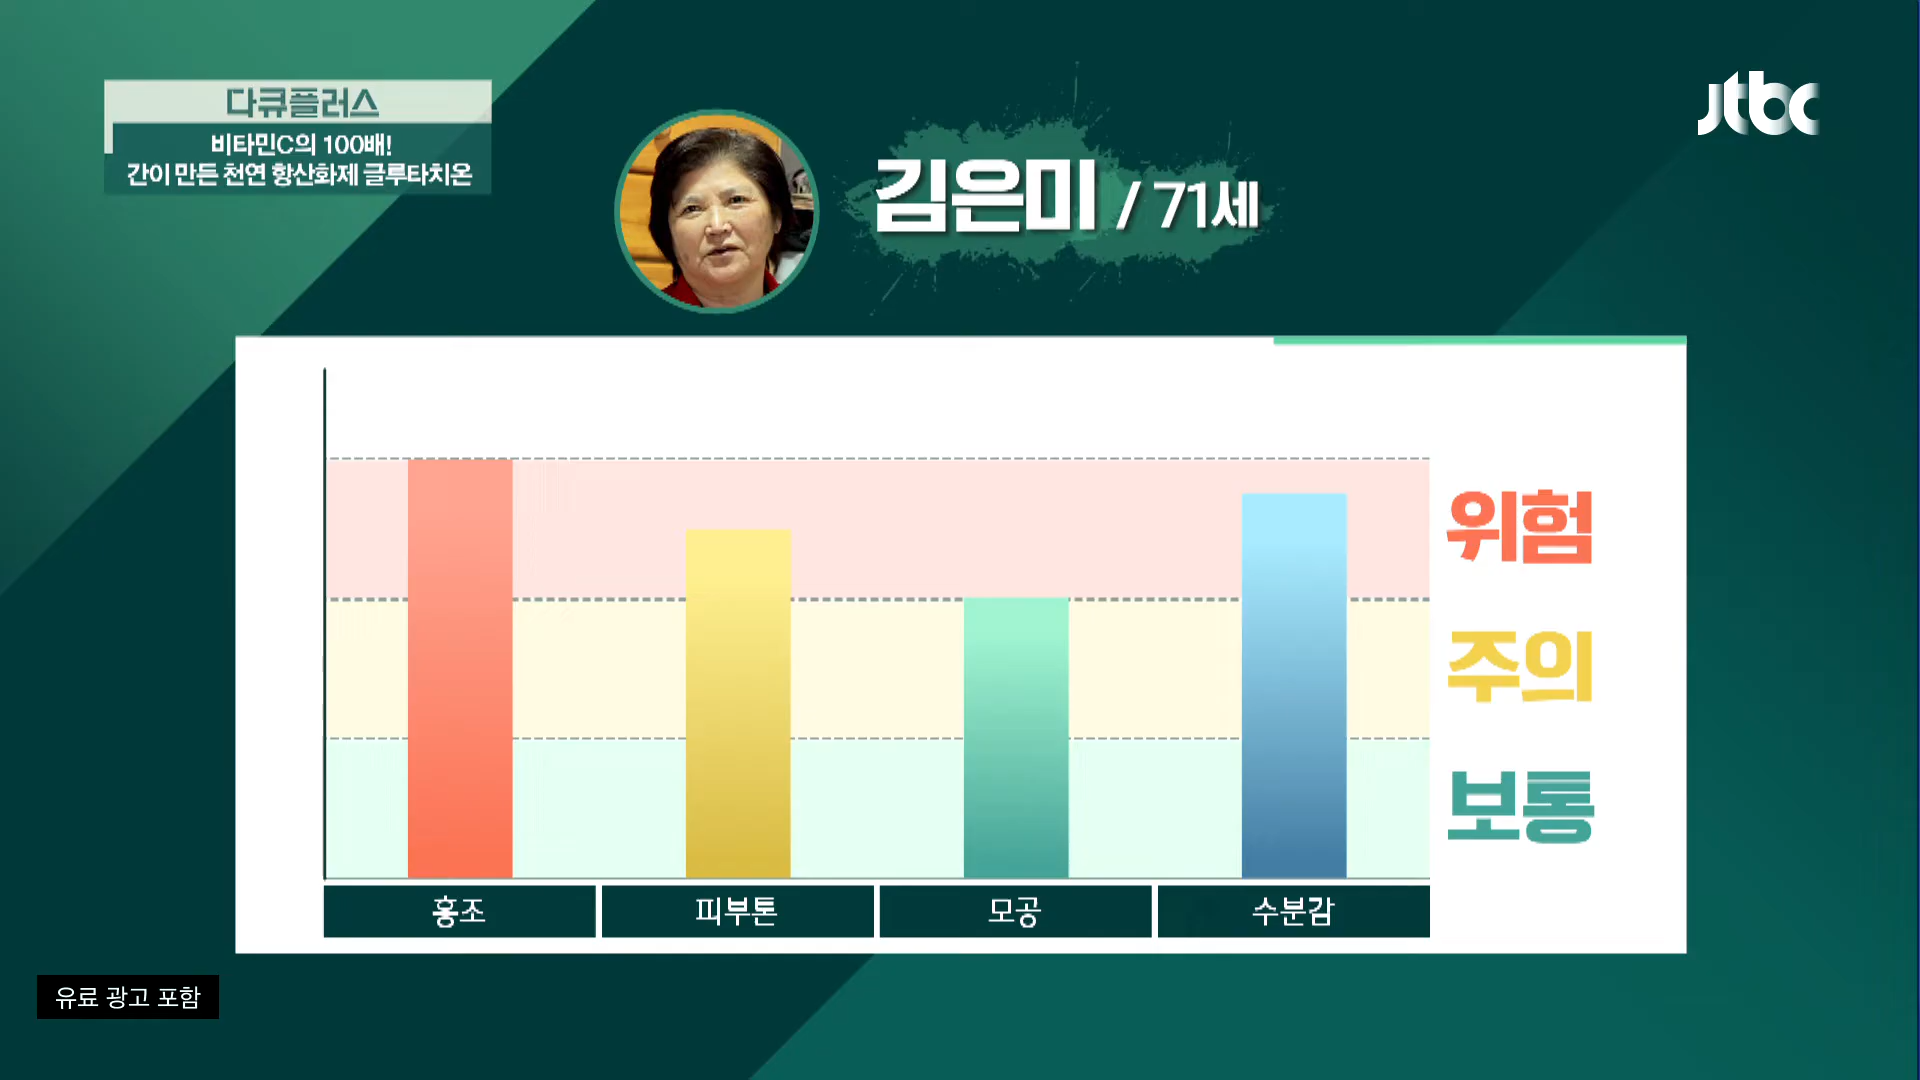 다큐플러스
비타민C의 100배!
간이 만든 천연 항산화제 글루타치온
jtbc
김은미 / 71세
위험
주의
보통
홍조
피부톤
모공
수분감
유료 광고 포함